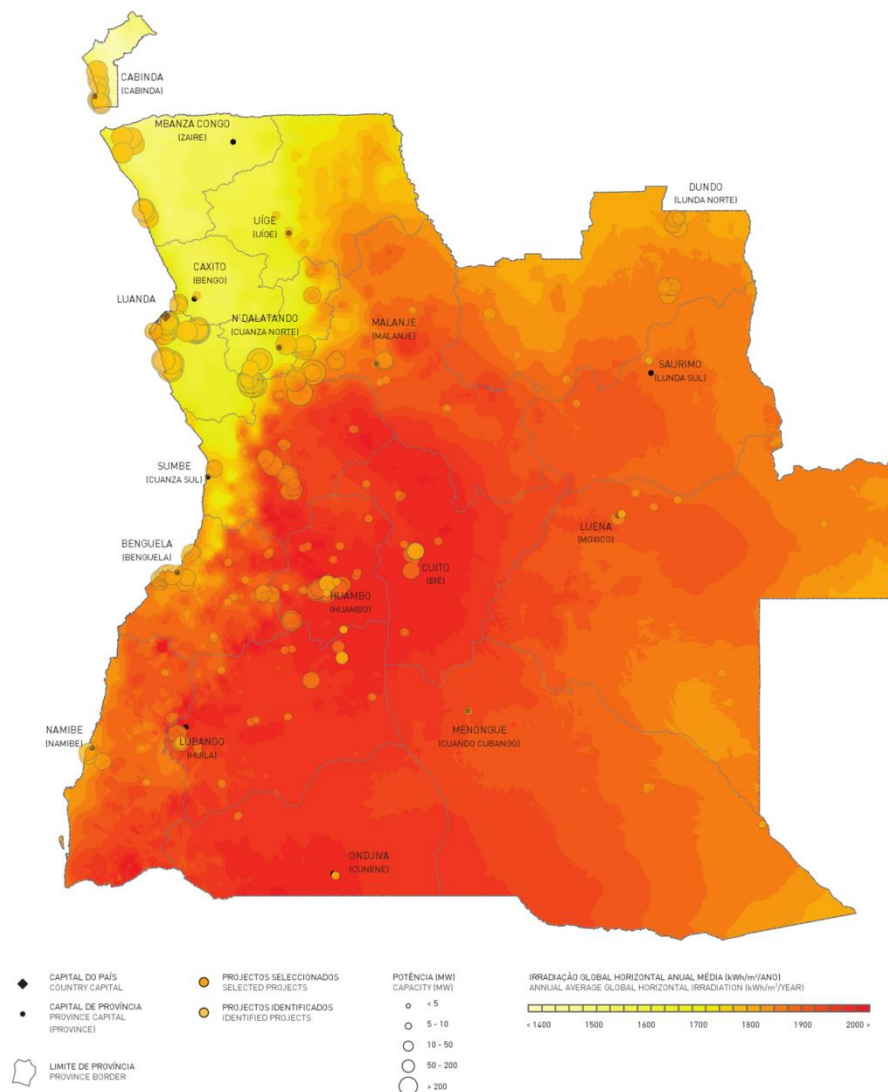 CABINDA
(CABINDA)
MBANZA CONGO
(ZAIRE)
DUNDO
(LUNDA NORTE)
UÍGE
(UÍGE)
CAXITO
(BENGO)
LUANDA
N'DALATANDO
(CUANZA NORTE)
MALANJE
(MALANJE)
SAURIMO
(LUNDA SUL)
SUMBE
(CUANZA SUL)
LUENA
(MOXICO)
BENGUELA
(BENGUELA)
CUITO
(BIÉ)
HUAMBO
(HUAMBO)
NAMIBE
(NAMIBE)
LUBANGO
(HUILA)
MENONGUE
(CUANDO CUBANGO)
ONDJIVA
(CUNENE)
CAPITAL DO PAÍS
COUNTRY CAPITAL
CAPITAL DE PROVÍNCIA
PROVINCE CAPITAL
(PROVINCE)
LIMITE DE PROVÍNCIA
PROVINCE BORDER
PROJECTOS SELECCIONADOS
SELECTED PROJECTS
PROJECTOS IDENTIFICADOS
IDENTIFIED PROJECTS
POTÊNCIA (MW)
CAPACITY (MW)
< 5
5 - 10
10 - 50
50 - 200
> 200
IRRADIAÇÃO GLOBAL HORIZONTAL ANUAL MÉDIA (kWh/m²/ANO)
ANNUAL AVERAGE GLOBAL HORIZONTAL IRRADIATION (kWh/m²/YEAR)
< 1400 1500 1600 1700 1800 1900 2000 >